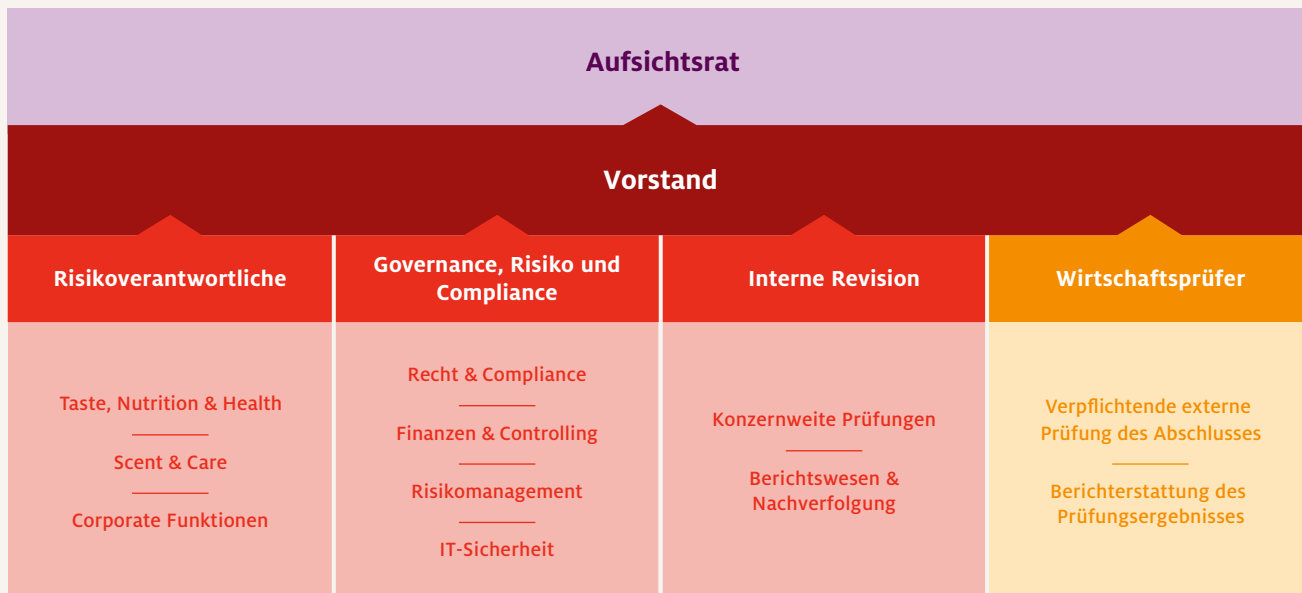 Aufsichtsrat
Vorstand
Risikoverantwortliche
Taste, Nutrition & Health
Scent & Care
Corporate Funktionen
Governance, Risiko und
Compliance
Recht & Compliance
Finanzen & Controlling
Risikomanagement
IT-Sicherheit
Interne Revision
Konzernweite Prüfungen
Berichtswesen &
Nachverfolgung
Wirtschaftsprüfer
Verpflichtende externe
Prüfung des Abschlusses
Berichterstattung des
Prüfungsergebnisses